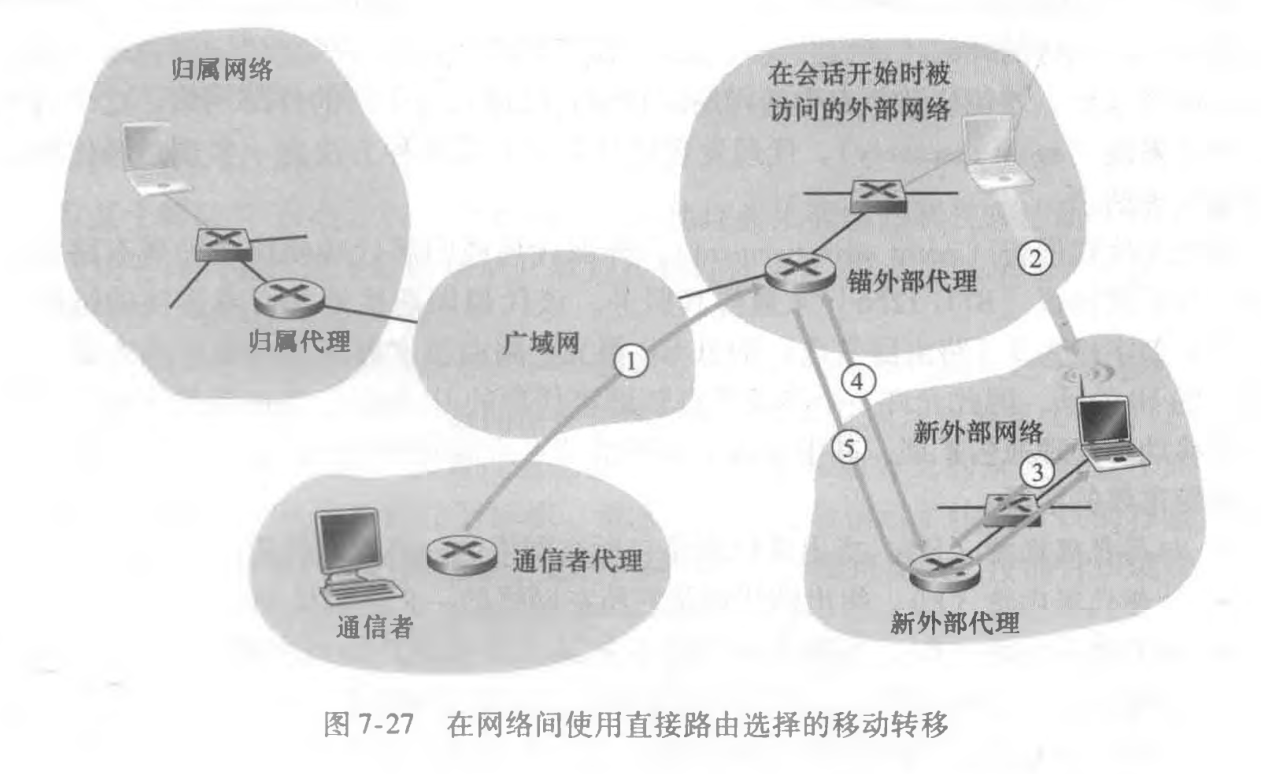 归属网络
在会话开始时被
访问的外部网络
②
锚外部代理
归属代理
广域网
①
④
新外部网络
⑤
③
通信者代理
通信者
新外部代理
图 7-27 在网络间使用直接路由选择的移动转移